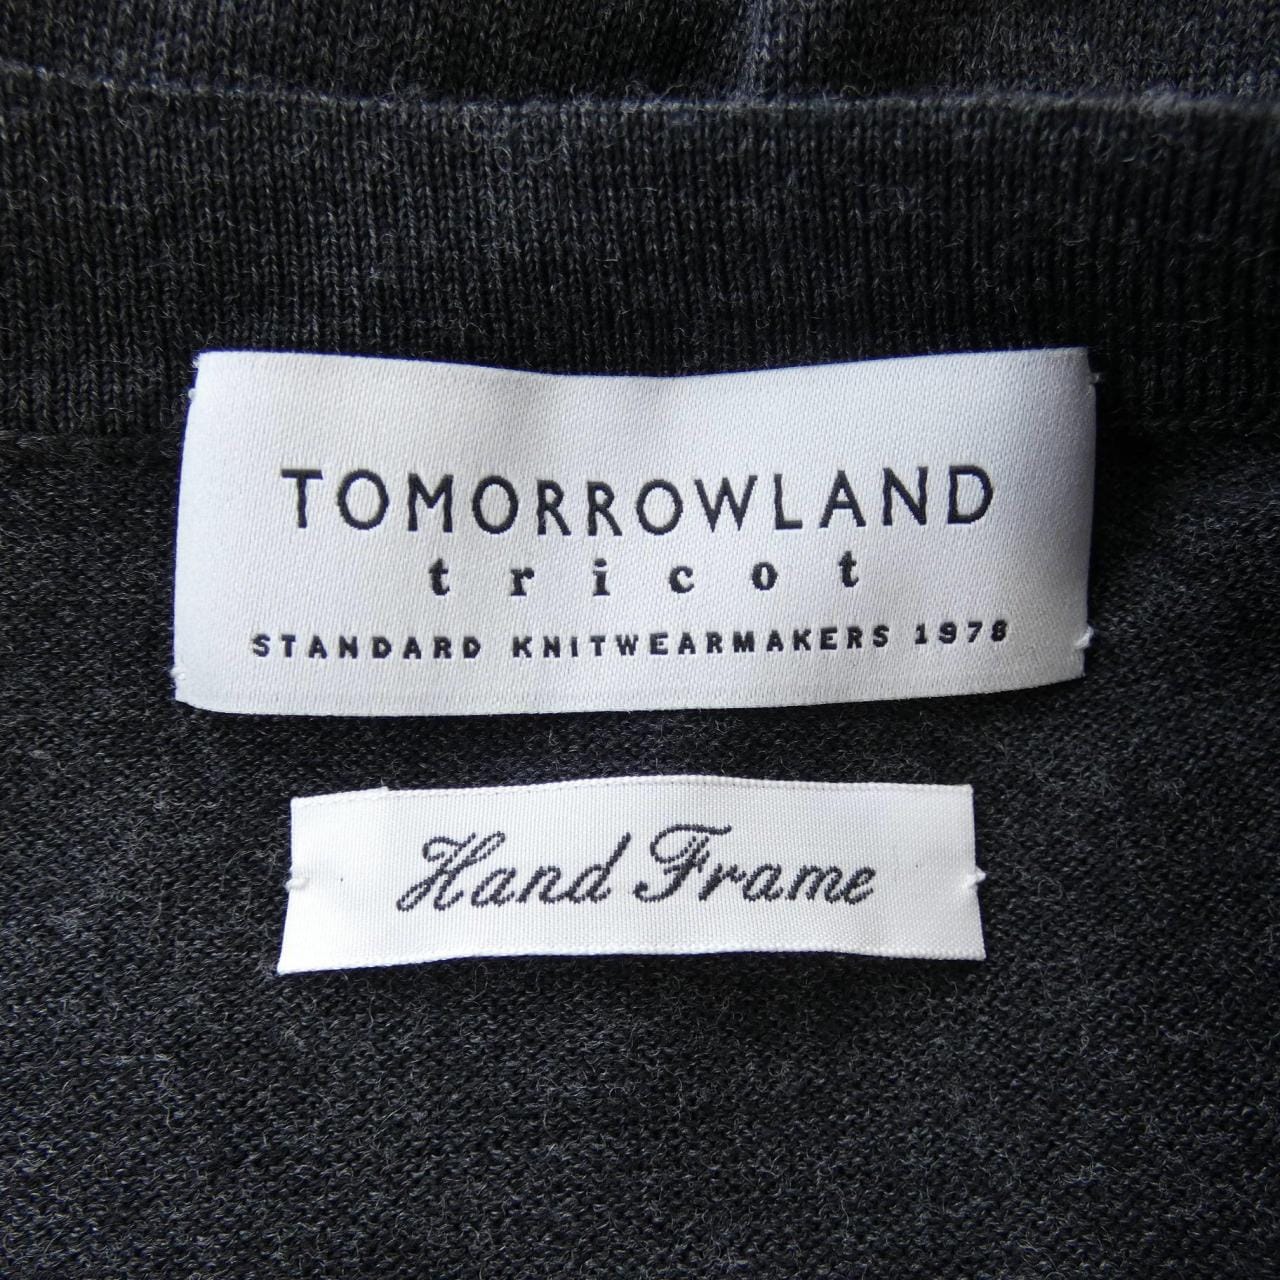 TOMORROWLAND
tricot
STANDARD KNITWEARMAKERS 1978
Hand Frame